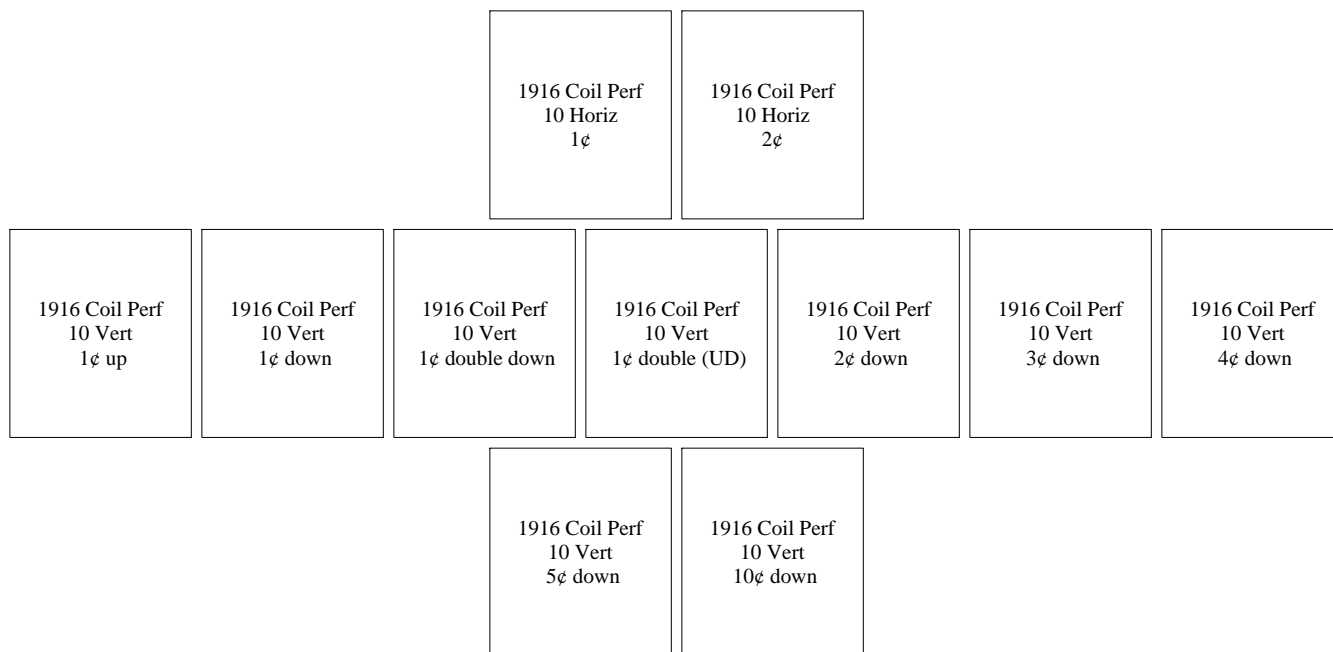 1916 Coil Perf
10 Horiz
1¢
1916 Coil Perf
10 Horiz
2¢
1916 Coil Perf
10 Vert
1¢ up
1916 Coil Perf
10 Vert
1¢ down
1916 Coil Perf
10 Vert
1¢ double down
1916 Coil Perf
10 Vert
1¢ double (UD)
1916 Coil Perf
10 Vert
2¢ down
1916 Coil Perf
10 Vert
3¢ down
1916 Coil Perf
10 Vert
4¢ down
1916 Coil Perf
10 Vert
5¢ down
1916 Coil Perf
10 Vert
10¢ down